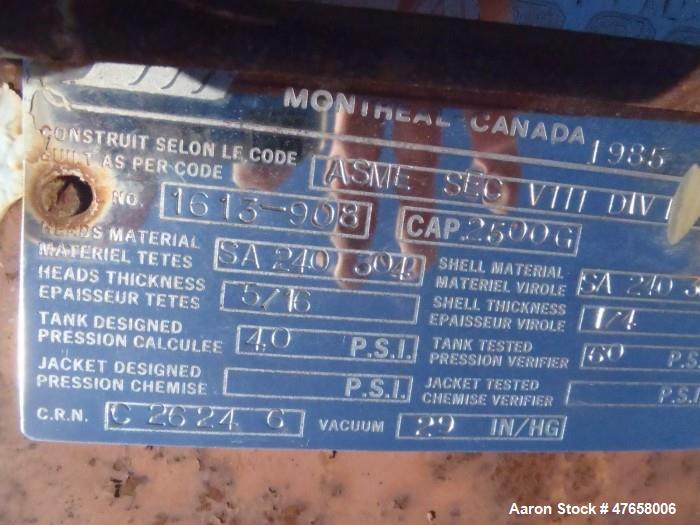 MONTREAL CANADA 1985
CONSTRUIT SELON LE CODE
BUILT AS PER CODE
ASME SEC VIII DIV 1
No. 1613-908 CAP. 2500G
HEADS MATERIAL
MATERIEL TETES
SA 240 304
SHELL MATERIAL
MATERIEL VIROLE
SA 240
HEADS THICKNESS
EPAISSEUR TETES
5/16
SHELL THICKNESS
EPAISSEUR VIROLE
1/4
TANK DESIGNED
PRESSION CALCULEE
40 P.S.I.
TANK TESTED
PRESSION VERIFIER
60 P.S
JACKET DESIGNED
PRESSION CHEMISE
P.S.I.
JACKET TESTED
CHEMISE VERIFIER
P.S.I
C.R.N. C 2624 6 VACUUM 29 IN/HG
Aaron Stock # 47658006